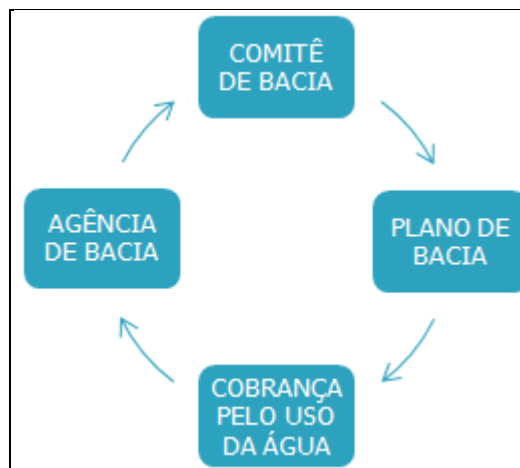 COMITÊ
DE BACIA
PLANO DE
BACIA
COBRANÇA
PELO USO
DA ÁGUA
AGÊNCIA
DE BACIA